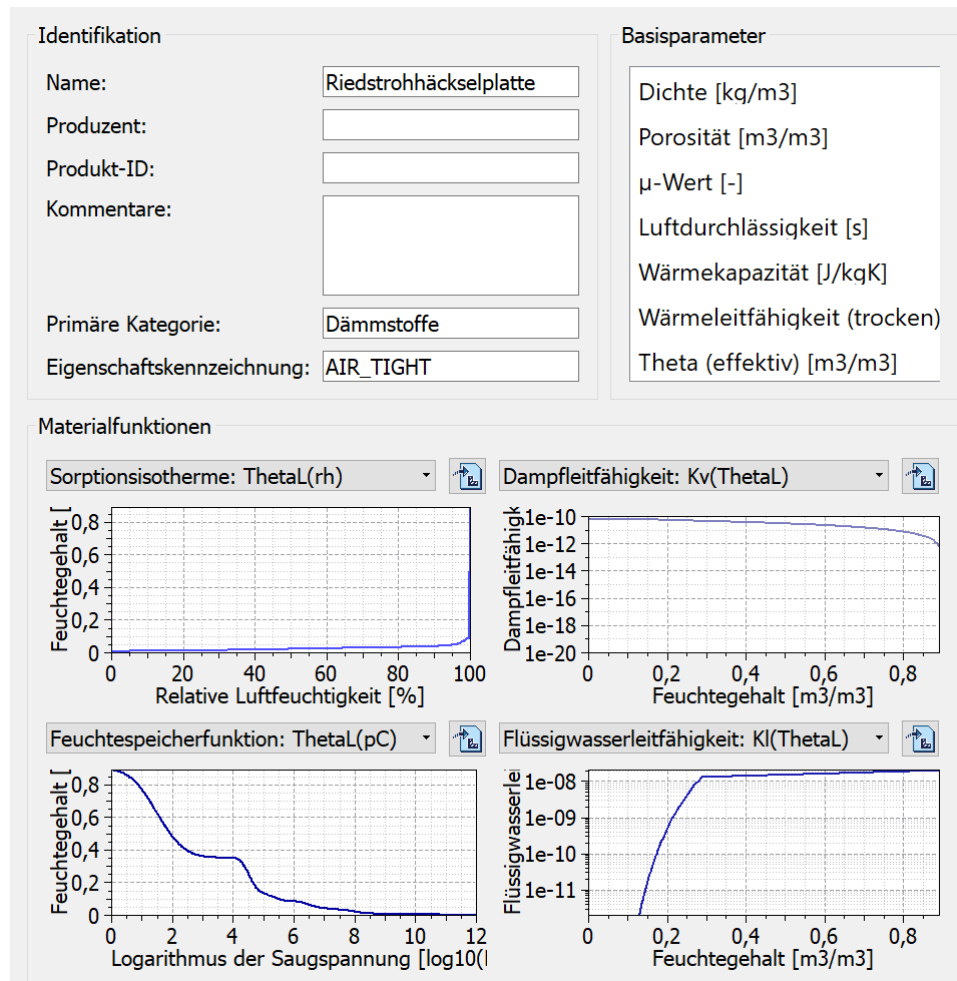 Identifikation
Name: Riedstrohhäckselplatte
Produzent:
Produkt-ID:
Kommentare:
Primäre Kategorie: Dämmstoffe
Eigenschaftskennzeichnung: AIR_TIGHT
Basisparameter
Dichte [kg/m3]
Porosität [m3/m3]
µ-Wert [-]
Luftdurchlässigkeit [s]
Wärmekapazität [J/kgK]
Wärmeleitfähigkeit (trocken)
Theta (effektiv) [m3/m3]
Materialfunktionen
Sorptionsisotherme: ThetaL(rh)
Feuchtegehalt [
0,8
0,6
0,4
0,2
0
0 20 40 60 80 100
Relative Luftfeuchtigkeit [%]
Dampfleitfähigkeit: Kv(ThetaL)
Dampfleitfähigk
1e-10
1e-12
1e-14
1e-16
1e-18
1e-20
0 0,2 0,4 0,6 0,8
Feuchtegehalt [m3/m3]
Feuchtespeicherfunktion: ThetaL(pC)
Feuchtegehalt [
0,8
0,6
0,4
0,2
0
0 2 4 6 8 10 12
Logarithmus der Saugspannung [log10(
Flüssigwasserleitfähigkeit: Kl(ThetaL)
Flüssigwasserlei
1e-08
1e-09
1e-10
1e-11
0 0,2 0,4 0,6 0,8
Feuchtegehalt [m3/m3]